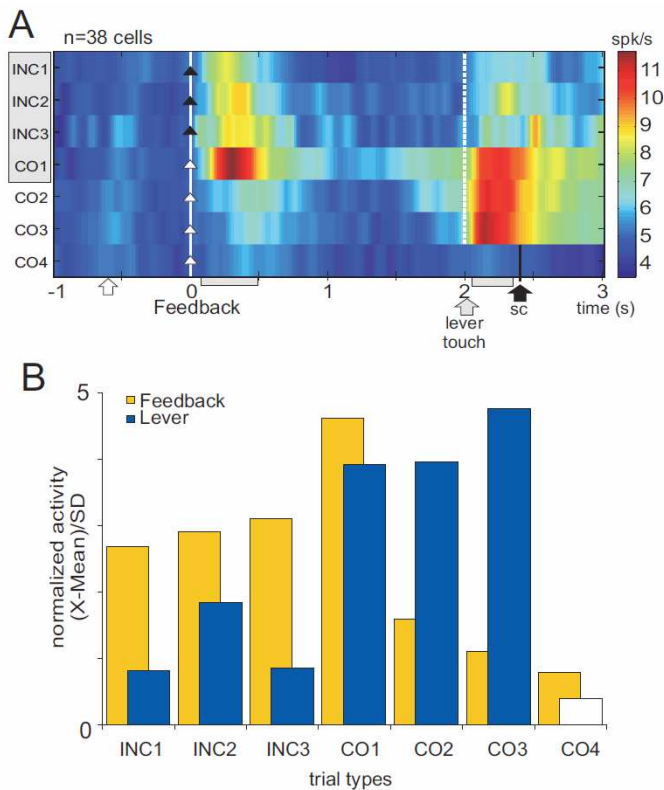 A
n=38 cells
spk/s
INC1
INC2
INC3
CO1
CO2
CO3
CO4
11
10
9
8
7
6
5
4
-1
0
1
2
3
Feedback
lever
touch
sc
time (s)
B
5
Feedback
Lever
normalized activity
(X-Mean)/SD
0
INC1 INC2 INC3 CO1 CO2 CO3 CO4
trial types